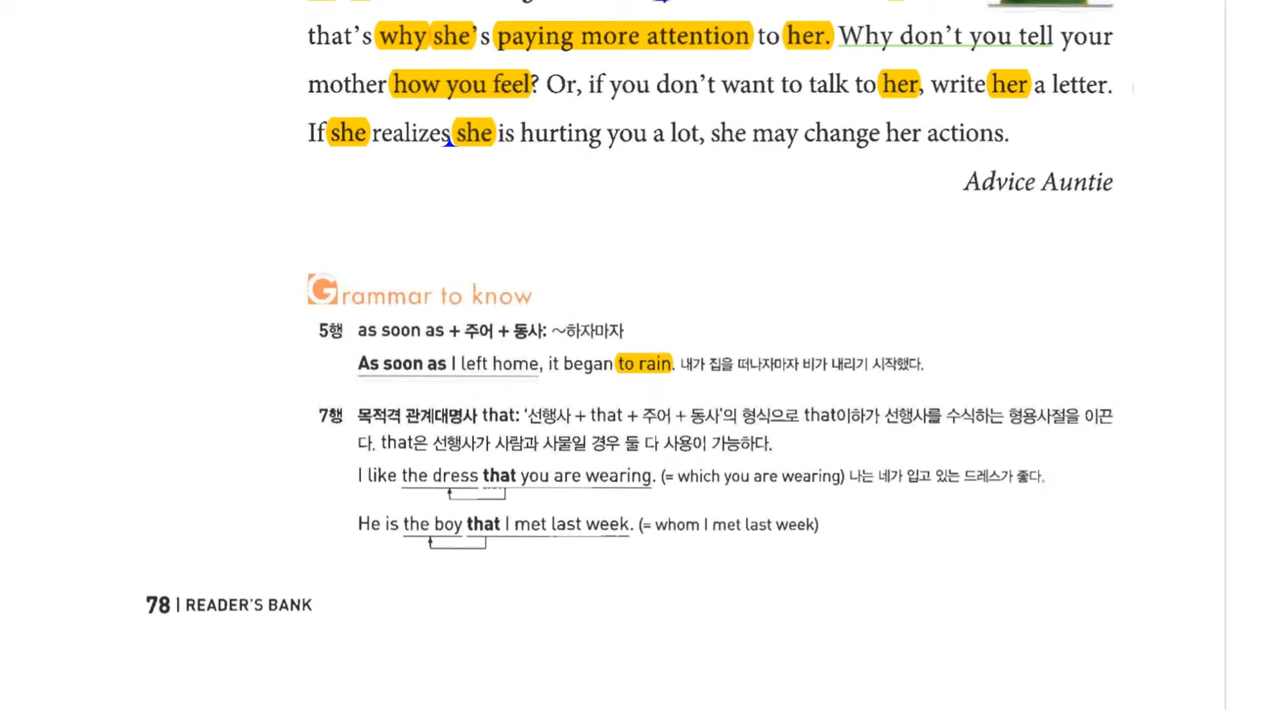 that's why she's paying more attention to her. Why don't you tell your
mother how you feel? Or, if you don't want to talk to her, write her a letter.
If she realizes she is hurting you a lot, she may change her actions.
Advice Auntie
Grammar to know
5행 as soon as + 주어 + 동사: ~하자마자
As soon as I left home, it began to rain. 내가 집을 떠나자마자 비가 내리기 시작했다.
7행 목적격 관계대명사 that: '선행사 + that + 주어 + 동사'의 형식으로 that이하가 선행사를 수식하는 형용사절을 이끈
다. that은 선행사가 사람과 사물일 경우 둘 다 사용이 가능하다.
I like the dress that you are wearing. (= which you are wearing) 나는 네가 입고 있는 드레스가 좋다.
He is the boy that I met last week. (= whom I met last week)
78 | READER'S BANK